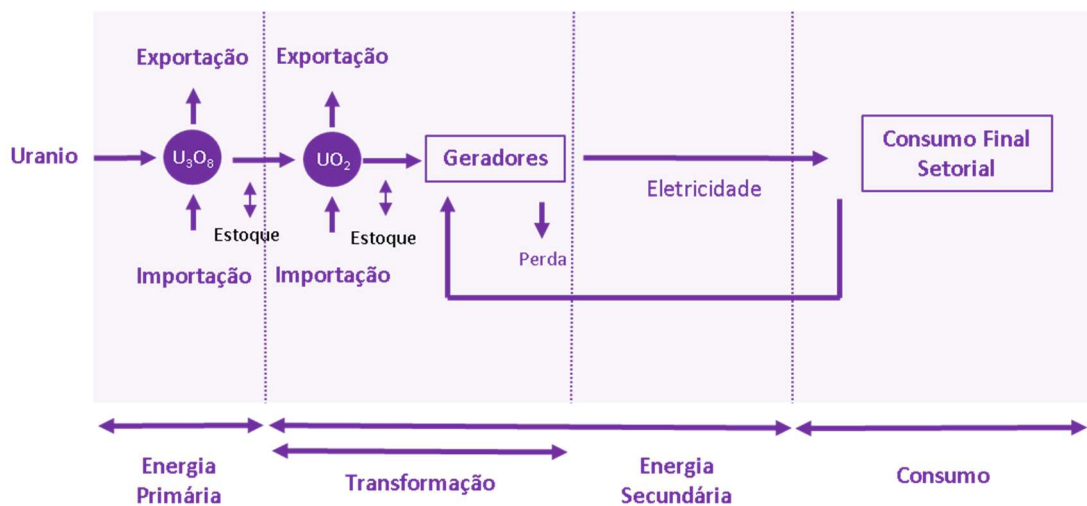 Exportação
Exportação
Uranio
U₃O₈
UO₂
Geradores
Consumo Final
Setorial
Eletricidade
Estoque
Estoque
Perda
Importação
Importação
Energia
Primária
Transformação
Energia
Secundária
Consumo